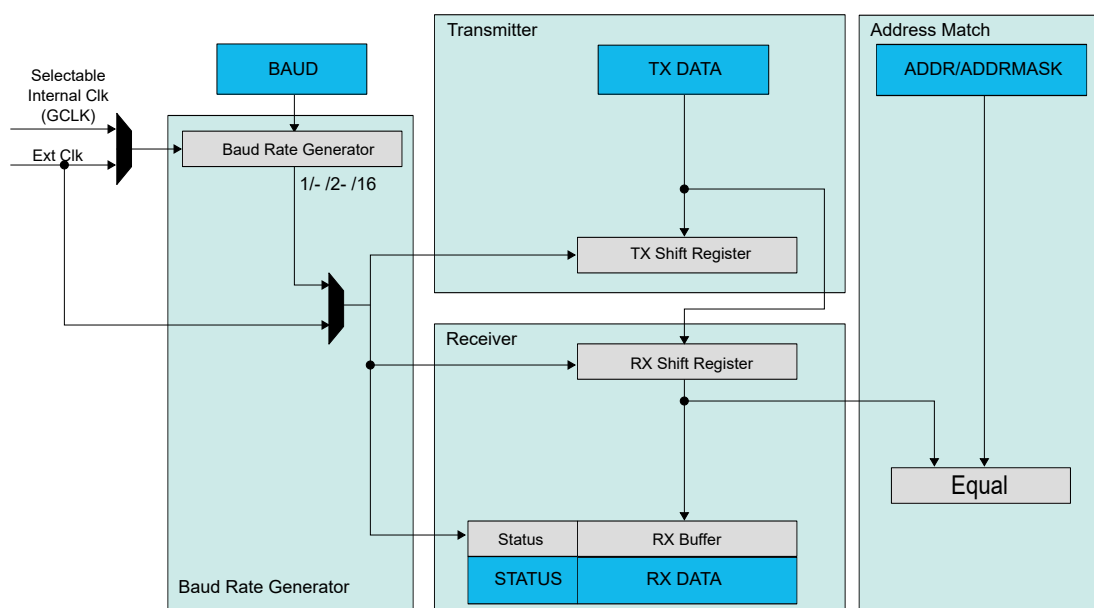 Transmitter
Address Match
BAUD
TX DATA
ADDR/ADDRMASK
Selectable
Internal Clk
(GCLK)
Ext Clk
Baud Rate Generator
1/- /2- /16
TX Shift Register
Receiver
RX Shift Register
Equal
Status
RX Buffer
STATUS
RX DATA
Baud Rate Generator